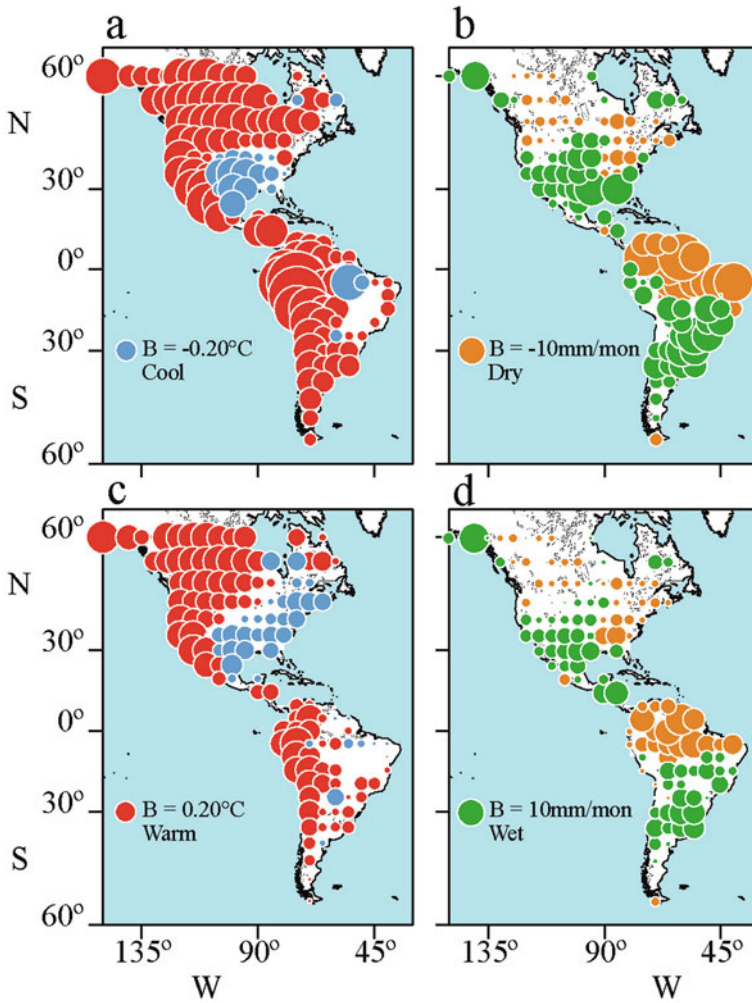 a
b
60°
N
30°
0°
30°
S
60°
B = -0.20°C
Cool
B = -10mm/mon
Dry
c
d
60°
N
30°
0°
30°
S
60°
B = 0.20°C
Warm
B = 10mm/mon
Wet
135° 90° 45°
W
135° 90° 45°
W